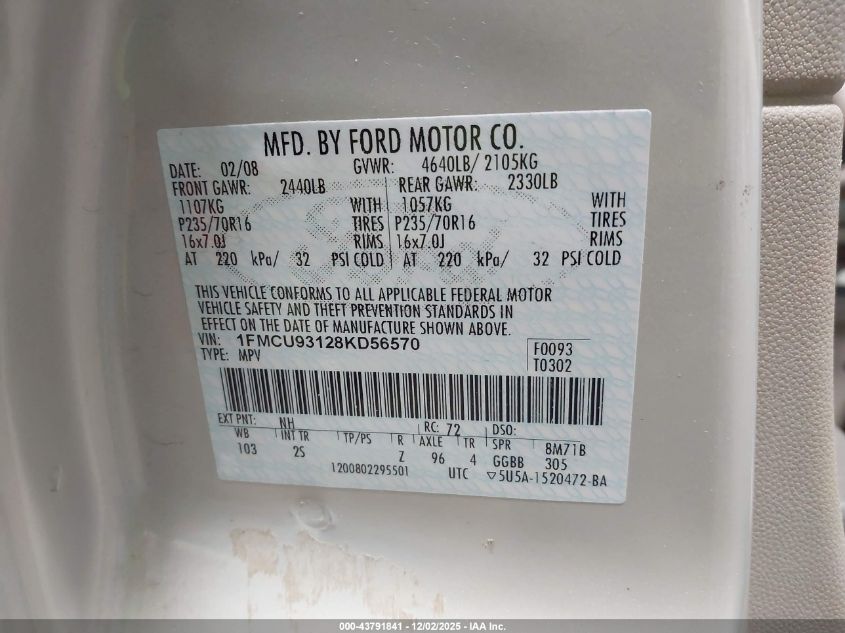 MFD. BY FORD MOTOR CO.
DATE: 02/08 GVWR: 4640LB/ 2105KG
FRONT GAWR: 2440LB REAR GAWR: 2330LB
1107KG WITH 1057KG WITH
P235/70R16 TIRES P235/70R16 TIRES
16x7.0J RIMS 16x7.0J RIMS
AT 220 kPa/ 32 PSI COLD AT 220 kPa/ 32 PSI COLD
THIS VEHICLE CONFORMS TO ALL APPLICABLE FEDERAL MOTOR
VEHICLE SAFETY AND THEFT PREVENTION STANDARDS IN
EFFECT ON THE DATE OF MANUFACTURE SHOWN ABOVE.
VIN: 1FMCU93128KD56570
TYPE: MPV
F0093
T0302
EXT PNT: NH RC: 72 DSO:
WB INT TR TP/PS R AXLE TR SPR 8M71B
103 2S Z 96 4 GGBB 305
1200802295501 UTC ▽5U5A-1520472-BA
000-43791841 - 12/02/2025 - IAA Inc.